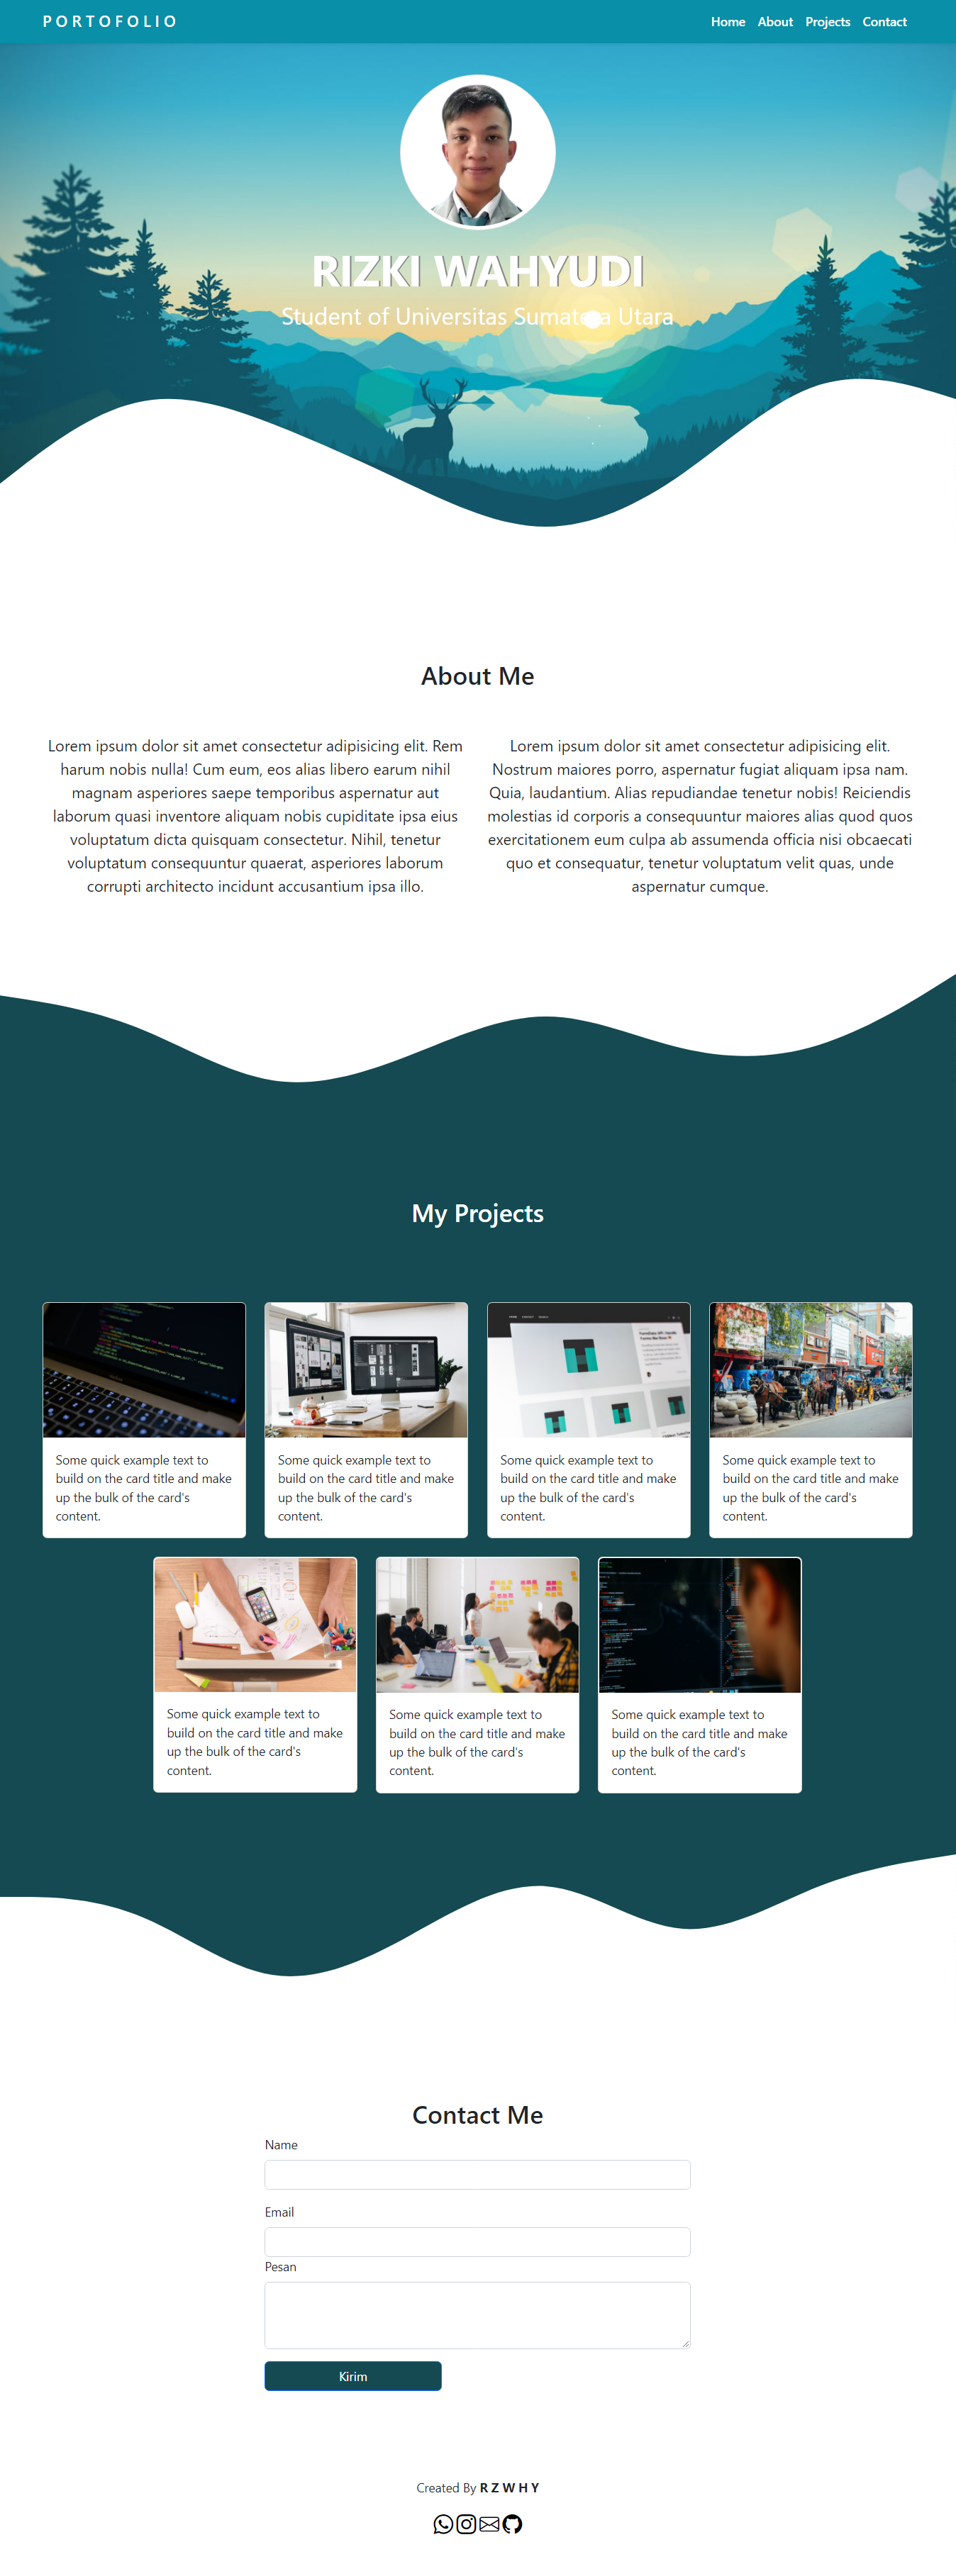 PORTOFOLIO
Home About Projects Contact
RIZKI WAHYUDI
Student of Universitas Sumatera Utara
About Me
Lorem ipsum dolor sit amet consectetur adipisicing elit. Rem
harum nobis nulla! Cum eum, eos alias libero earum nihil
magnam asperiores saepe temporibus aspernatur aut
laborum quasi inventore aliquam nobis cupiditate ipsa eius
voluptatum dicta quisquam consectetur. Nihil, tenetur
voluptatum consequuntur quaerat, asperiores laborum
corrupti architecto incidunt accusantium ipsa illo.
Lorem ipsum dolor sit amet consectetur adipisicing elit.
Nostrum maiores porro, aspernatur fugiat aliquam ipsa nam.
Quia, laudantium. Alias repudiandae tenetur nobis! Reiciendis
molestias id corporis a consequuntur maiores alias quod quos
exercitationem eum culpa ab assumenda officia nisi obcaecati
quo et consequatur, tenetur voluptatum velit quas, unde
aspernatur cumque.
My Projects
Some quick example text to
build on the card title and make
up the bulk of the card's
content.
Some quick example text to
build on the card title and make
up the bulk of the card's
content.
Some quick example text to
build on the card title and make
up the bulk of the card's
content.
Some quick example text to
build on the card title and make
up the bulk of the card's
content.
Some quick example text to
build on the card title and make
up the bulk of the card's
content.
Some quick example text to
build on the card title and make
up the bulk of the card's
content.
Some quick example text to
build on the card title and make
up the bulk of the card's
content.
Contact Me
Name
Email
Pesan
Kirim
Created By R Z W H Y